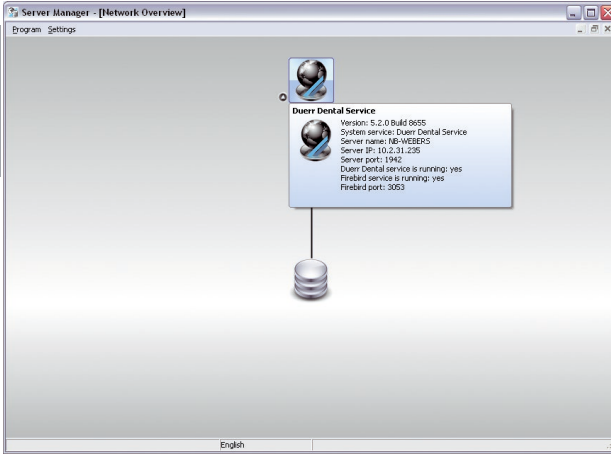 Server Manager - [Network Overview]
Program Settings
Duerr Dental Service
Version: 5.2.0 Build 8655
System service: Duerr Dental Service
Server name: NB-WEBERS
Server IP: 10.2.31.235
Server port: 1942
Duerr Dental service is running: yes
Firebird service is running: yes
Firebird port: 3053
English